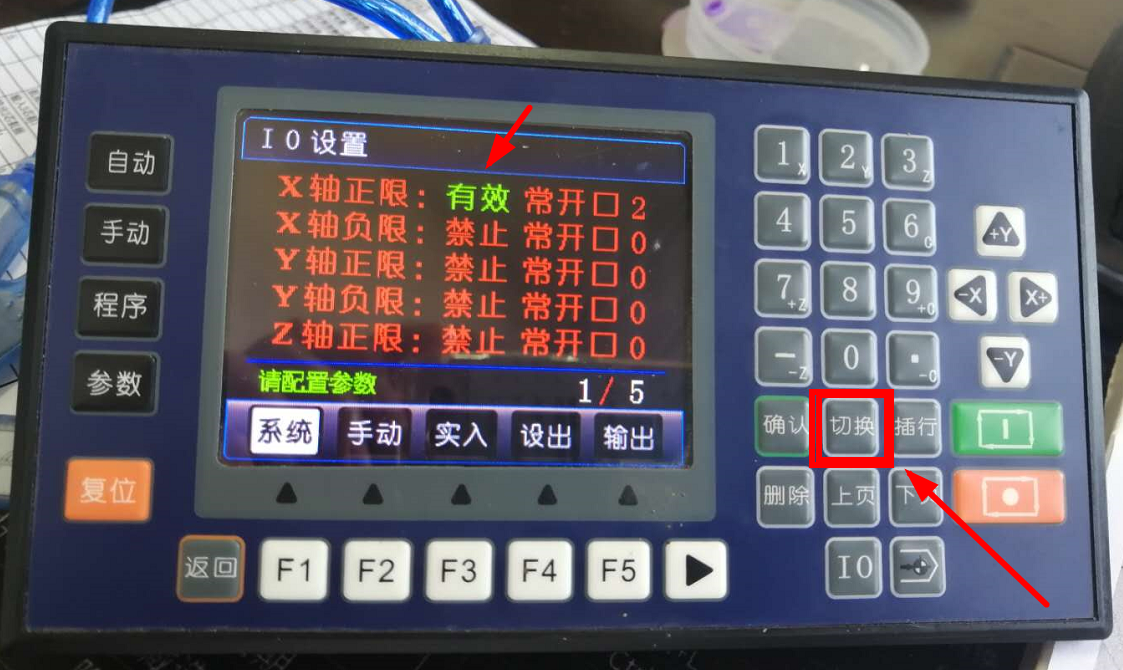 IO设置
X轴正限：有效 常开口 2
X轴负限：禁止 常开口 0
Y轴正限：禁止 常开口 0
Y轴负限：禁止 常开口 0
Z轴正限：禁止 常开口 0
请配置参数 1/5
系统 手动 实入 设出 输出
自动
手动
程序
参数
复位
返回 F1 F2 F3 F4 F5
1 X 2 Y 3 Z
4 5 6 C
7 +Z 8 9 +C
- -Z 0 . -C
确认 切换 插行
删除 上页 下
IO
+Y
-X X+
-Y